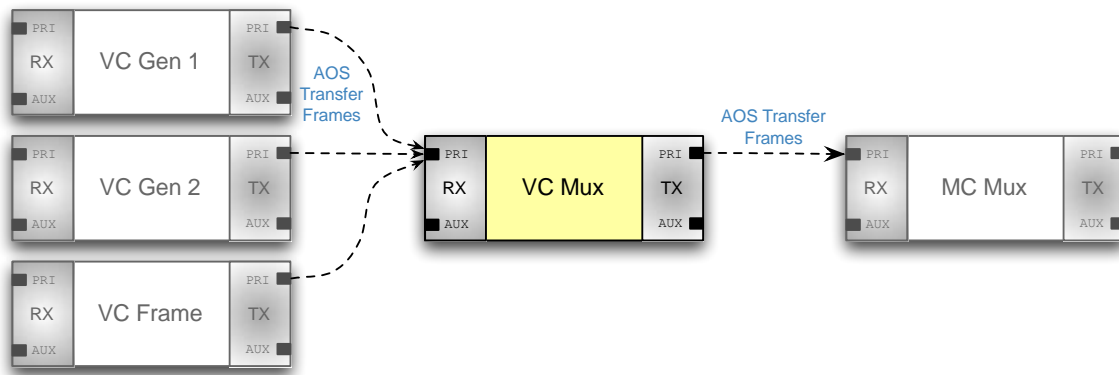 PRI
RX
AUX
VC Gen 1
PRI
TX
AUX
AOS
Transfer
Frames
PRI
RX
AUX
VC Gen 2
PRI
TX
AUX
PRI
RX
AUX
VC Frame
PRI
TX
AUX
PRI
RX
AUX
VC Mux
PRI
TX
AUX
AOS Transfer
Frames
PRI
RX
AUX
MC Mux
PRI
TX
AUX